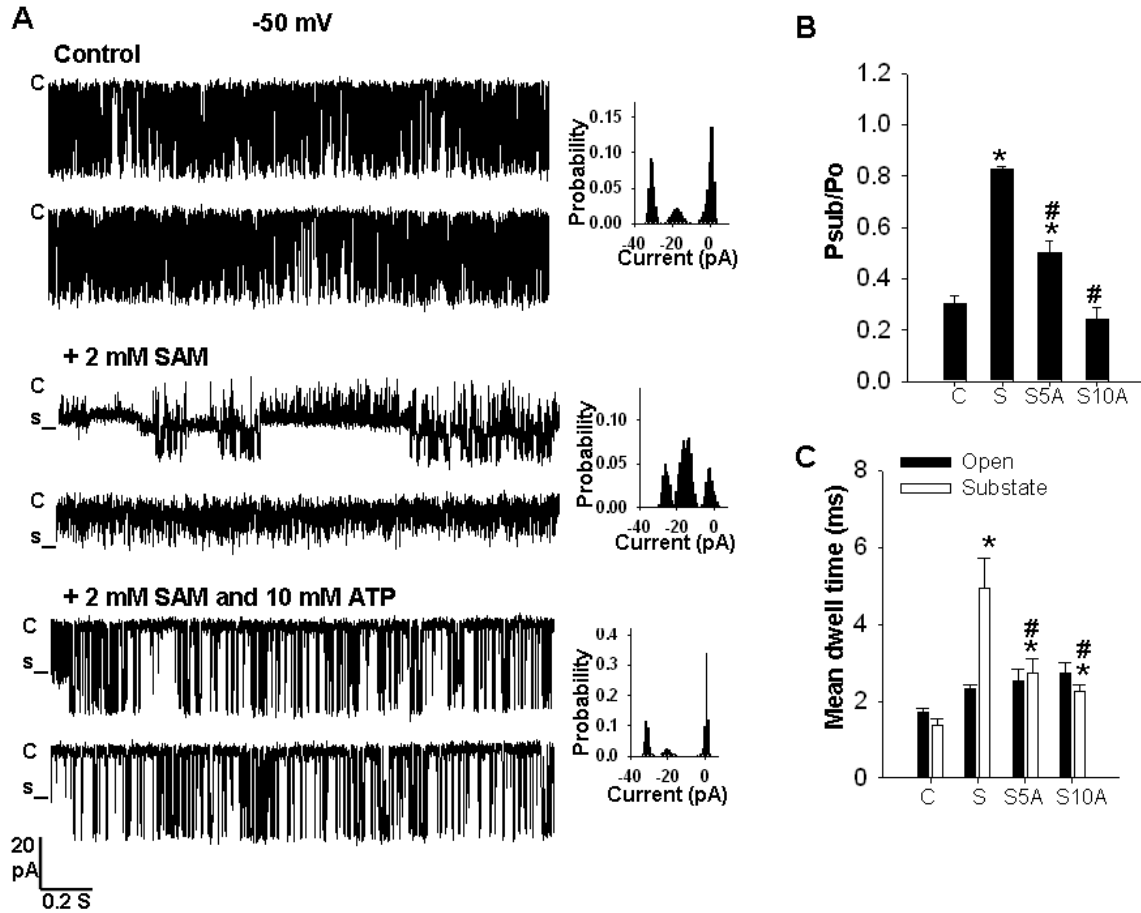 A
-50 mV
Control
C
C
Probability
0.15
0.10
0.05
0.00
-40 -20 0
Current (pA)
+ 2 mM SAM
C
s_
C
s_
Probability
0.10
0.05
0.00
-40 -20 0
Current (pA)
+ 2 mM SAM and 10 mM ATP
C
s_
C
s_
Probability
0.4
0.3
0.2
0.1
0.0
-40 -20 0
Current (pA)
20
pA
0.2 S
B
Psub/Po
1.2
1.0
0.8
0.6
0.4
0.2
0.0
*
#
*
#
C S S5A S10A
C
Mean dwell time (ms)
8
6
4
2
0
Open
Substate
*
#
*
#
*
C S S5A S10A